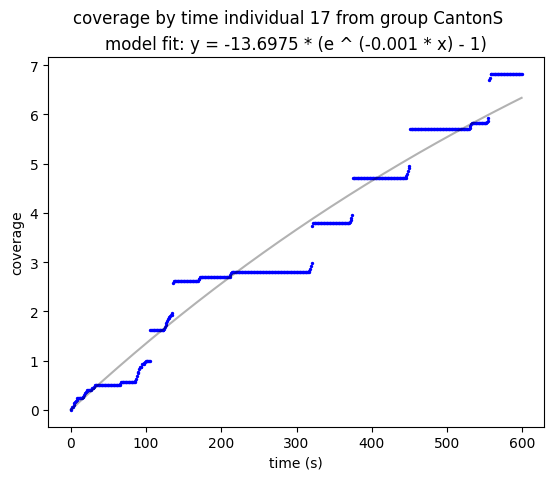 coverage by time individual 17 from group CantonS
model fit: y = -13.6975 * (e ^ (-0.001 * x) - 1)
7
6
5
4
3
2
1
0
coverage
0 100 200 300 400 500 600
time (s)